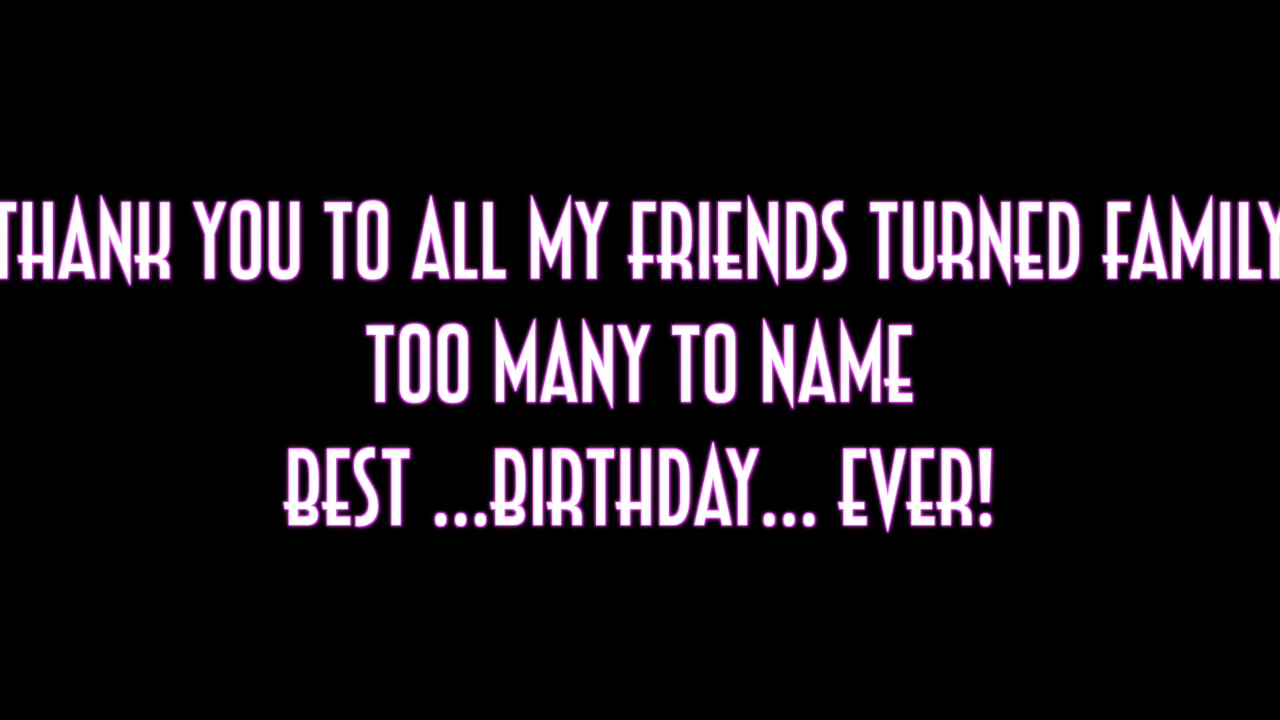 THANK YOU TO ALL MY FRIENDS TURNED FAMILY
TOO MANY TO NAME
BEST ...BIRTHDAY... EVER!